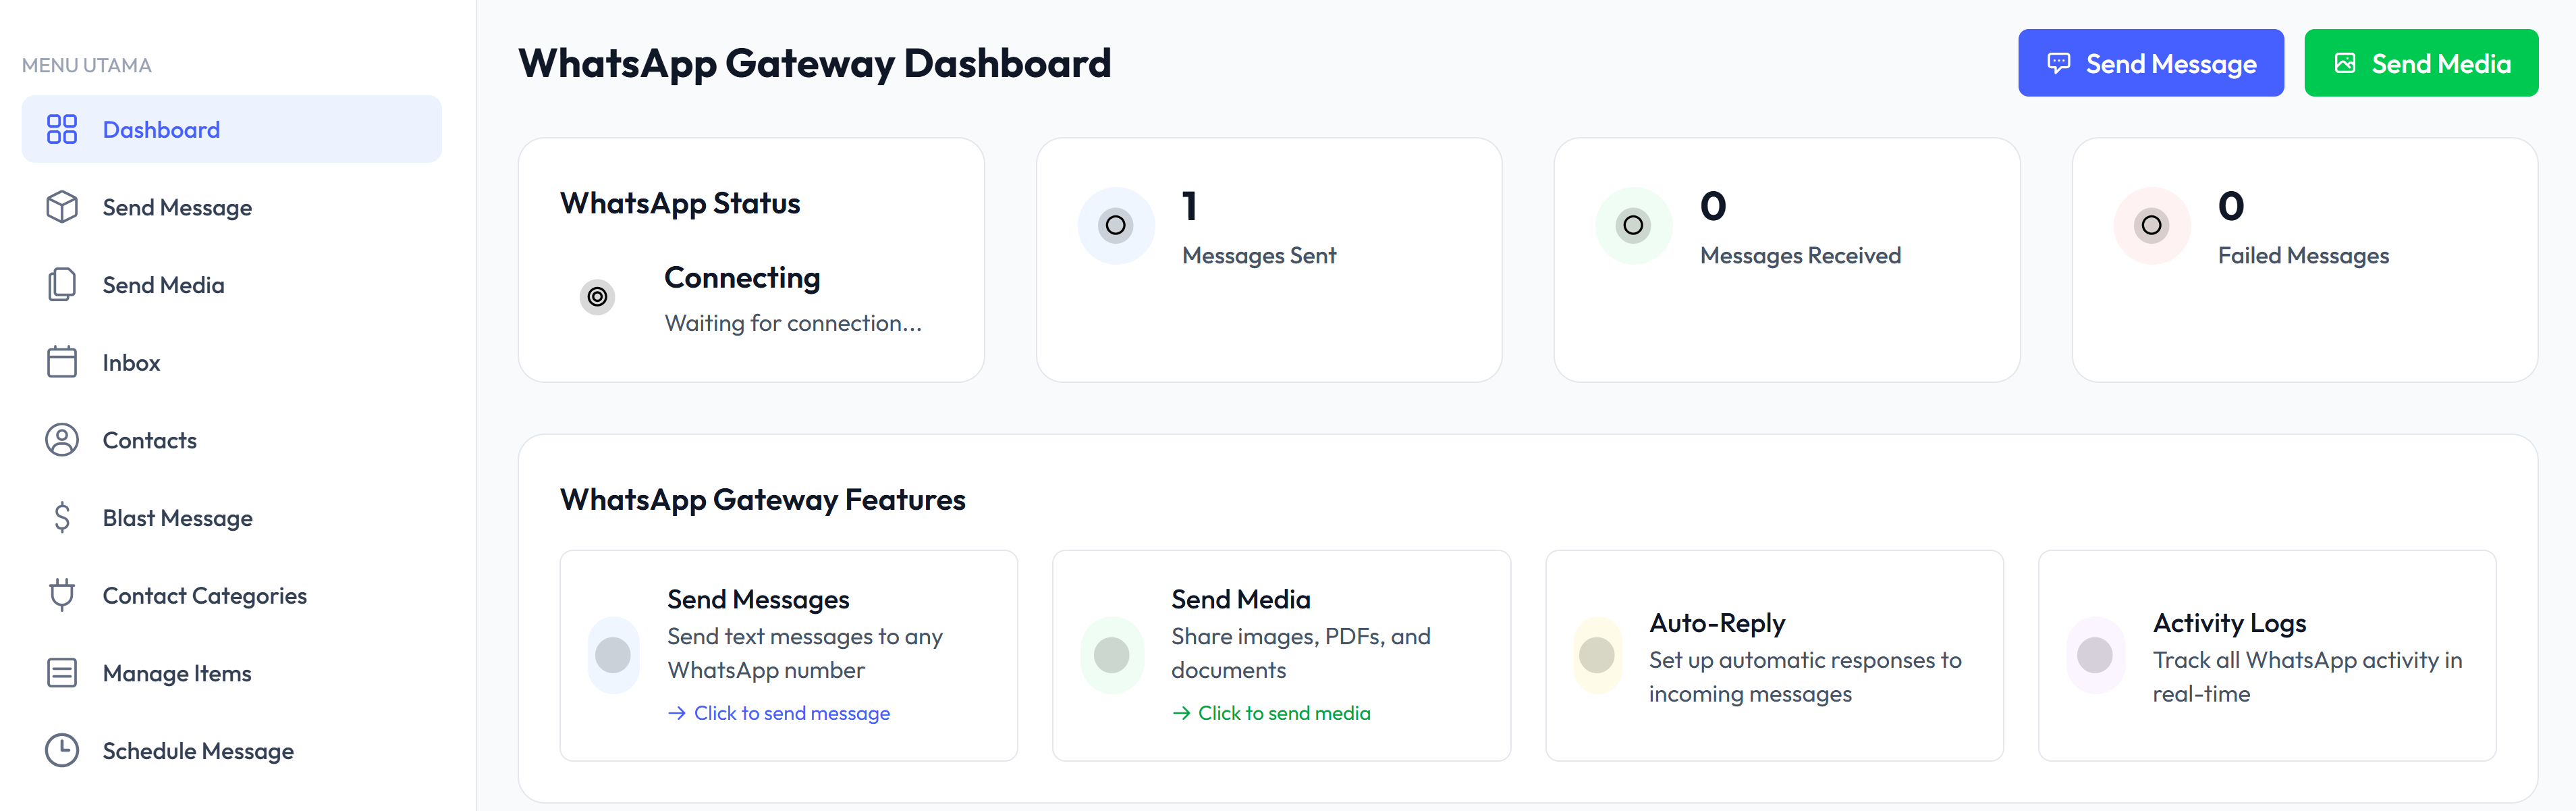 MENU UTAMA
Dashboard
Send Message
Send Media
Inbox
Contacts
Blast Message
Contact Categories
Manage Items
Schedule Message
WhatsApp Gateway Dashboard
Send Message
Send Media
WhatsApp Status
Connecting
Waiting for connection...
1
Messages Sent
0
Messages Received
0
Failed Messages
WhatsApp Gateway Features
Send Messages
Send text messages to any
WhatsApp number
→ Click to send message
Send Media
Share images, PDFs, and
documents
→ Click to send media
Auto-Reply
Set up automatic responses to
incoming messages
Activity Logs
Track all WhatsApp activity in
real-time